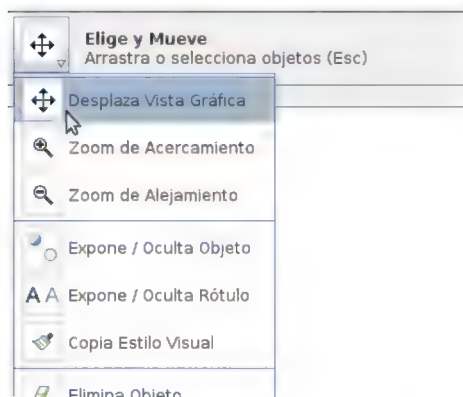 Elige y Mueve
Arrastra o selecciona objetos (Esc)
Desplaza Vista Gráfica
Zoom de Acercamiento
Zoom de Alejamiento
Expone / Oculta Objeto
A A Expone / Oculta Rótulo
Copia Estilo Visual
Elimina Objeto